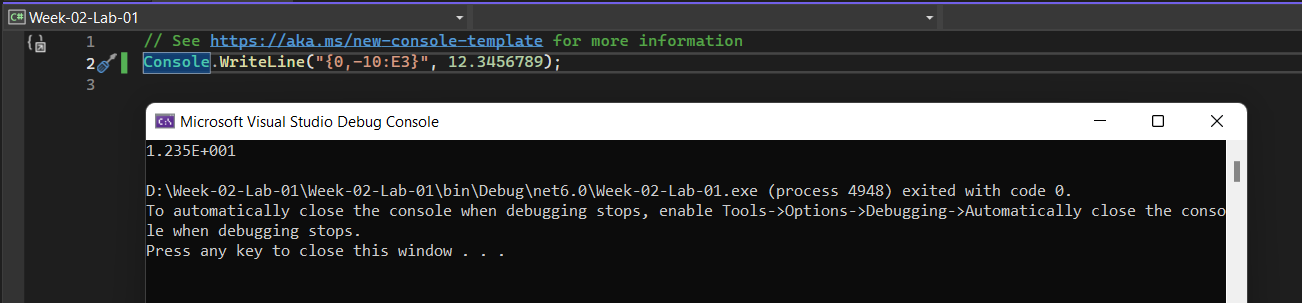 C# Week-02-Lab-01
1 // See https://aka.ms/new-console-template for more information
2 Console.WriteLine("{0,-10:E3}", 12.3456789);
3
C:\ Microsoft Visual Studio Debug Console
1.235E+001
D:\Week-02-Lab-01\Week-02-Lab-01\bin\Debug\net6.0\Week-02-Lab-01.exe (process 4948) exited with code 0.
To automatically close the console when debugging stops, enable Tools->Options->Debugging->Automatically close the conso
le when debugging stops.
Press any key to close this window . . .